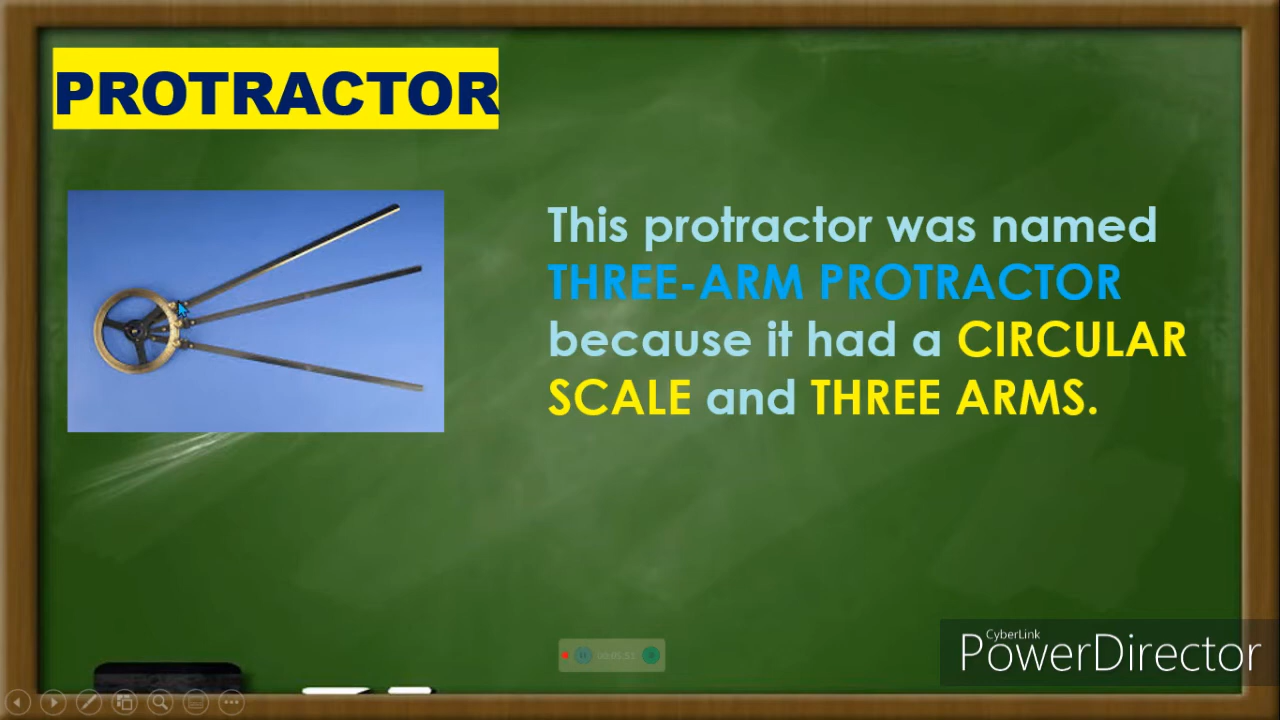 PROTRACTOR
This protractor was named
THREE-ARM PROTRACTOR
because it had a CIRCULAR
SCALE and THREE ARMS.
CyberLink
PowerDirector